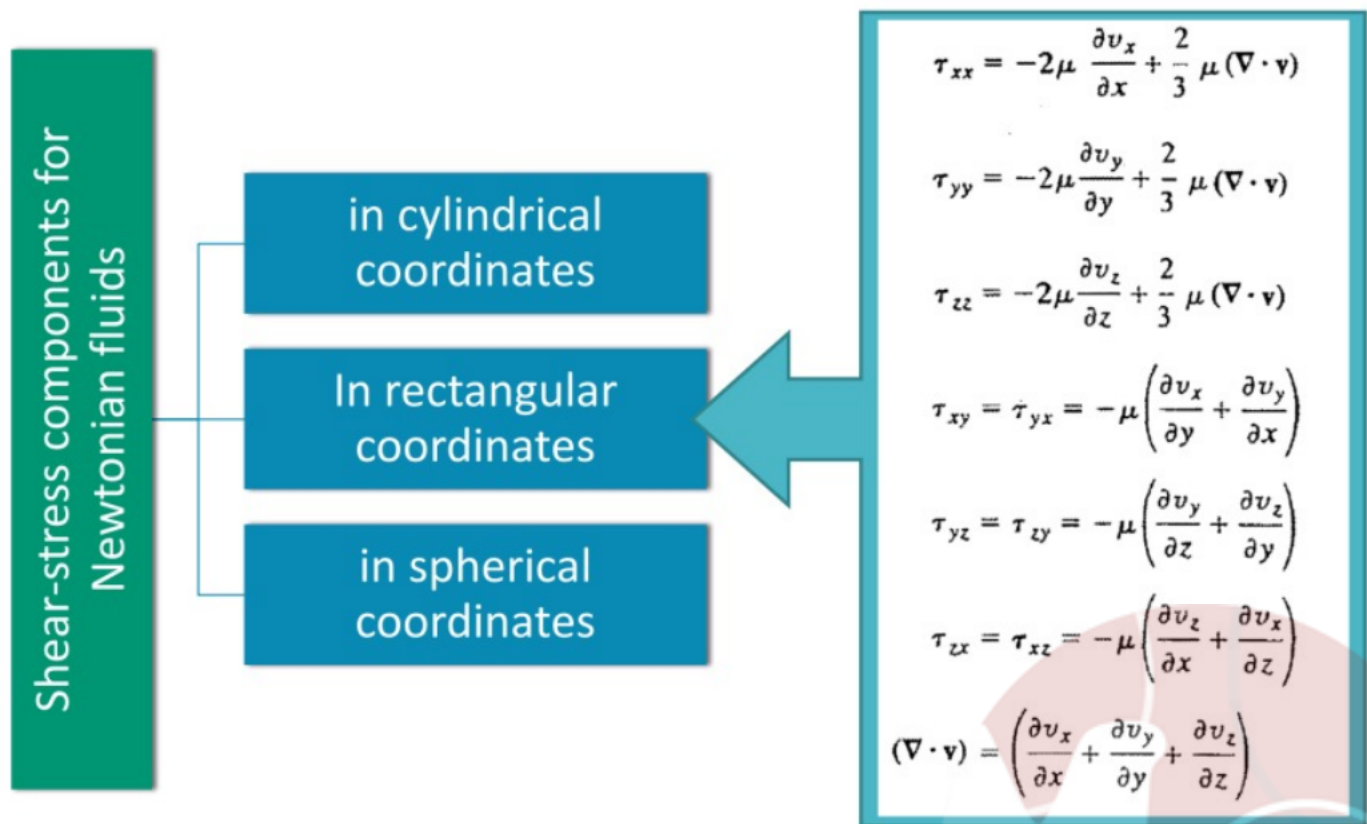 Shear-stress components for
Newtonian fluids
in cylindrical
coordinates
In rectangular
coordinates
in spherical
coordinates
τxx = −2μ ∂vx/∂x + 2/3 μ(∇ · v)
τyy = −2μ ∂vy/∂y + 2/3 μ(∇ · v)
τzz = −2μ ∂vz/∂z + 2/3 μ(∇ · v)
τxy = τyx = −μ(∂vx/∂y + ∂vy/∂x)
τyz = τzy = −μ(∂vy/∂z + ∂vz/∂y)
τzx = τxz = −μ(∂vz/∂x + ∂vx/∂z)
(∇ · v) = (∂vx/∂x + ∂vy/∂y + ∂vz/∂z)